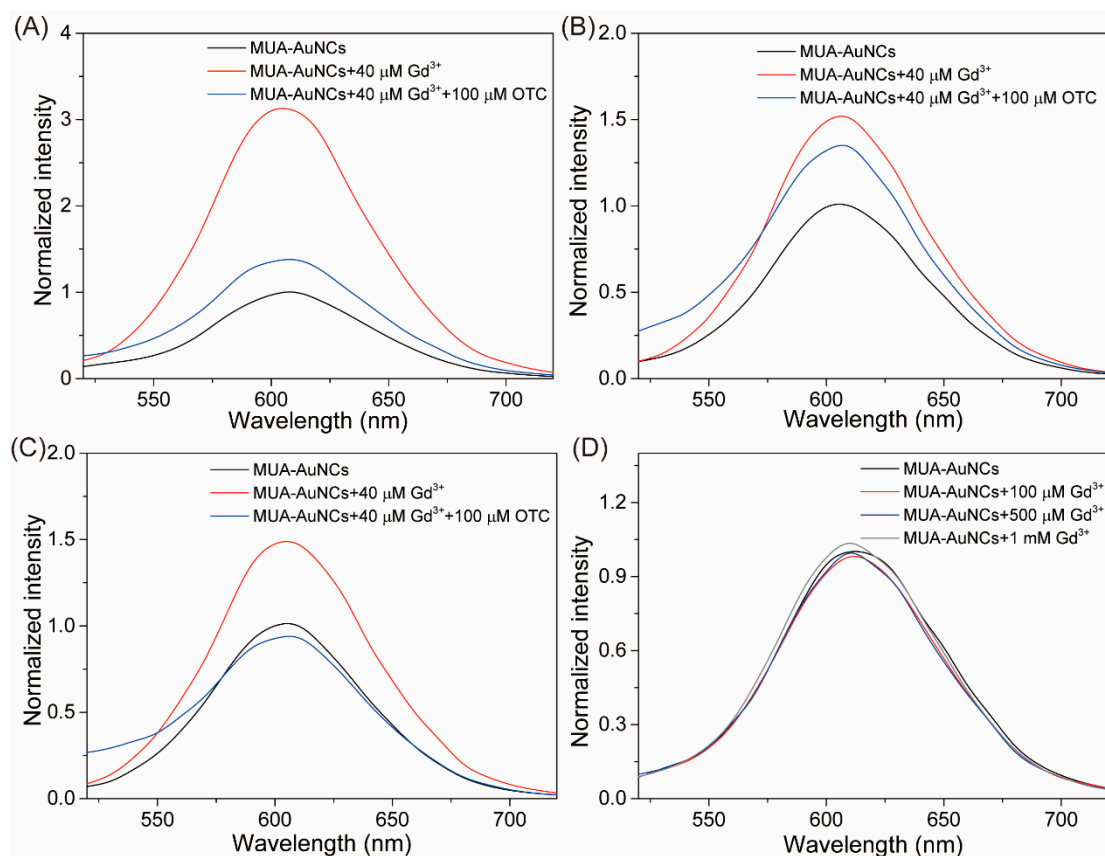 (A)
MUA-AuNCs
MUA-AuNCs+40 μM Gd³⁺
MUA-AuNCs+40 μM Gd³⁺+100 μM OTC
Normalized intensity
4
3
2
1
0
550 600 650 700
Wavelength (nm)
(B)
MUA-AuNCs
MUA-AuNCs+40 μM Gd³⁺
MUA-AuNCs+40 μM Gd³⁺+100 μM OTC
Normalized intensity
2.0
1.5
1.0
0.5
0.0
550 600 650 700
Wavelength (nm)
(C)
MUA-AuNCs
MUA-AuNCs+40 μM Gd³⁺
MUA-AuNCs+40 μM Gd³⁺+100 μM OTC
Normalized intensity
2.0
1.5
1.0
0.5
0.0
550 600 650 700
Wavelength (nm)
(D)
MUA-AuNCs
MUA-AuNCs+100 μM Gd³⁺
MUA-AuNCs+500 μM Gd³⁺
MUA-AuNCs+1 mM Gd³⁺
Normalized intensity
1.2
0.9
0.6
0.3
0.0
550 600 650 700
Wavelength (nm)